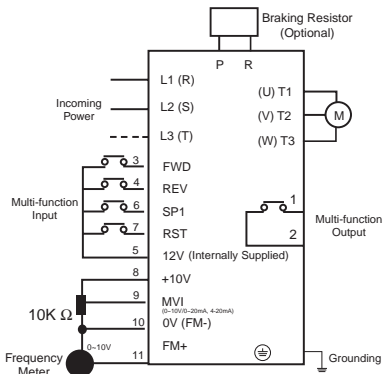 Braking Resistor
(Optional)
P R
L1 (R)
(U) T1
Incoming
Power
L2 (S)
(V) T2
M
L3 (T)
(W) T3
3
FWD
4
REV
Multi-function
Input
6
SP1
1
7
RST
2
Multi-function
Output
5
12V (Internally Supplied)
8
+10V
9
MVI
(0~10V/0~20mA, 4-20mA)
10K Ω
10
0V (FM-)
0~10V
Frequency
Meter
11
FM+
Grounding